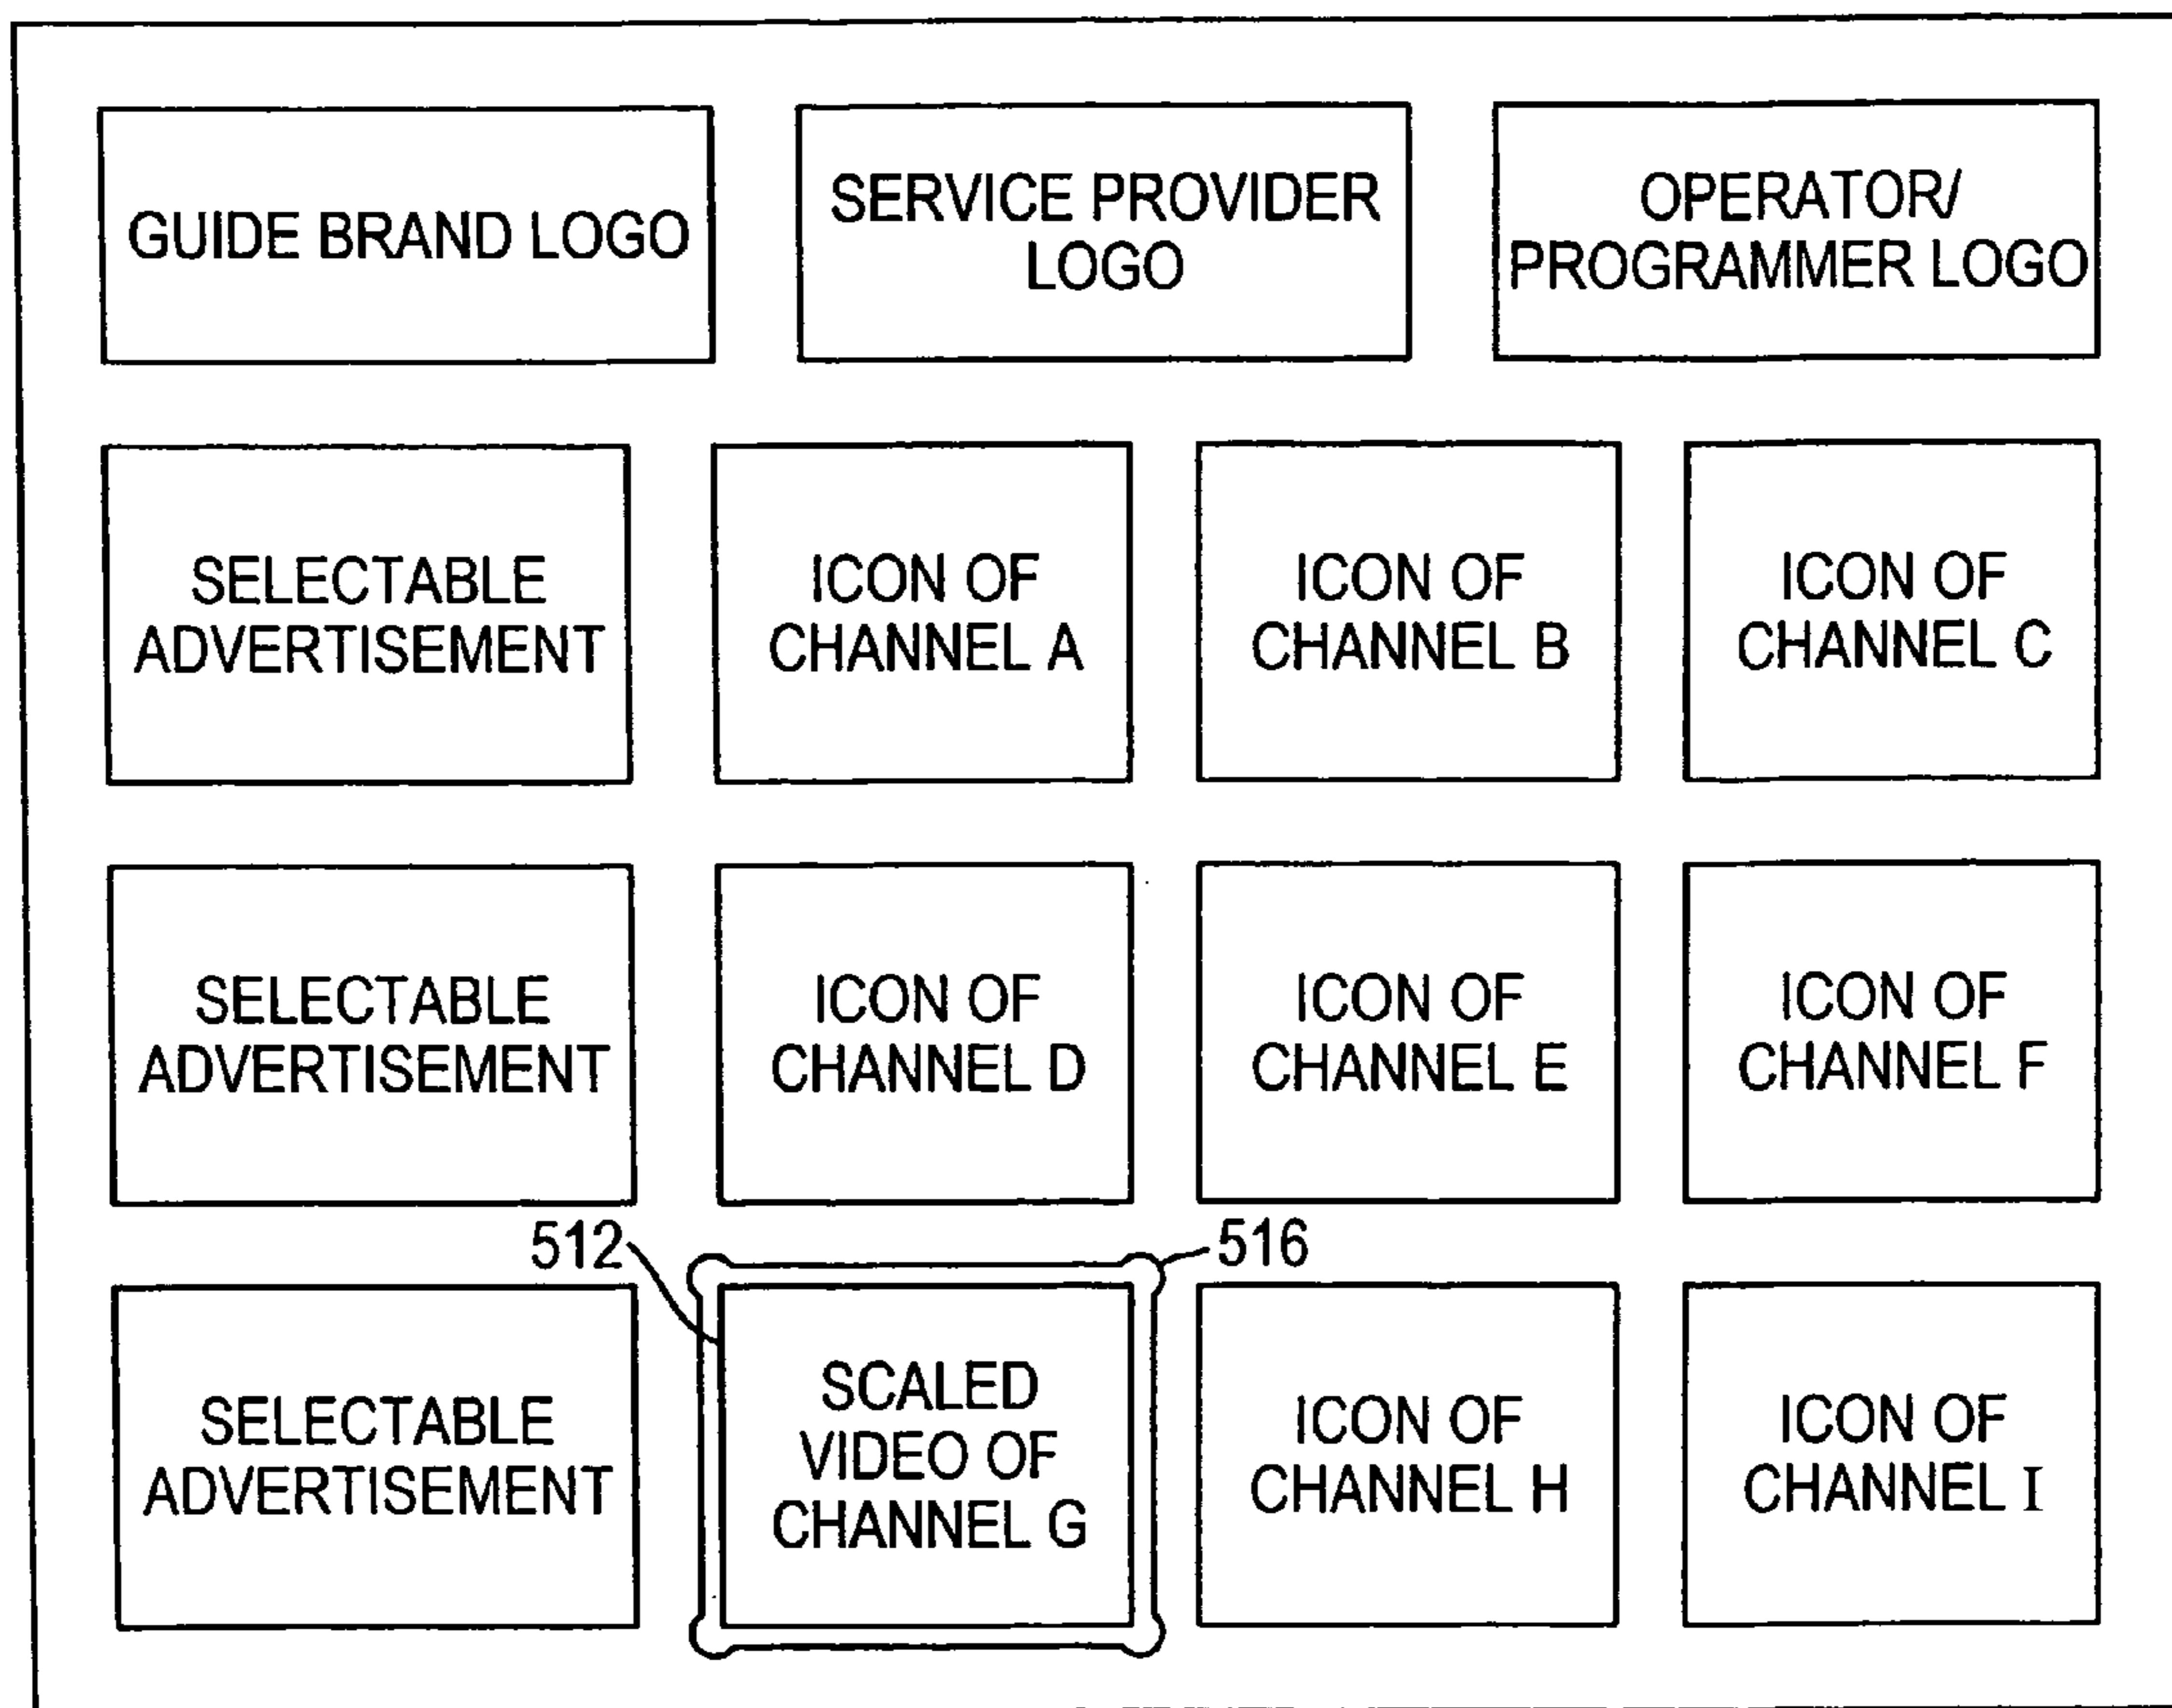 GUIDE BRAND LOGO
SERVICE PROVIDER
LOGO
OPERATOR/
PROGRAMMER LOGO
SELECTABLE
ADVERTISEMENT
ICON OF
CHANNEL A
ICON OF
CHANNEL B
ICON OF
CHANNEL C
SELECTABLE
ADVERTISEMENT
ICON OF
CHANNEL D
ICON OF
CHANNEL E
ICON OF
CHANNEL F
512
516
SELECTABLE
ADVERTISEMENT
SCALED
VIDEO OF
CHANNEL G
ICON OF
CHANNEL H
ICON OF
CHANNEL I